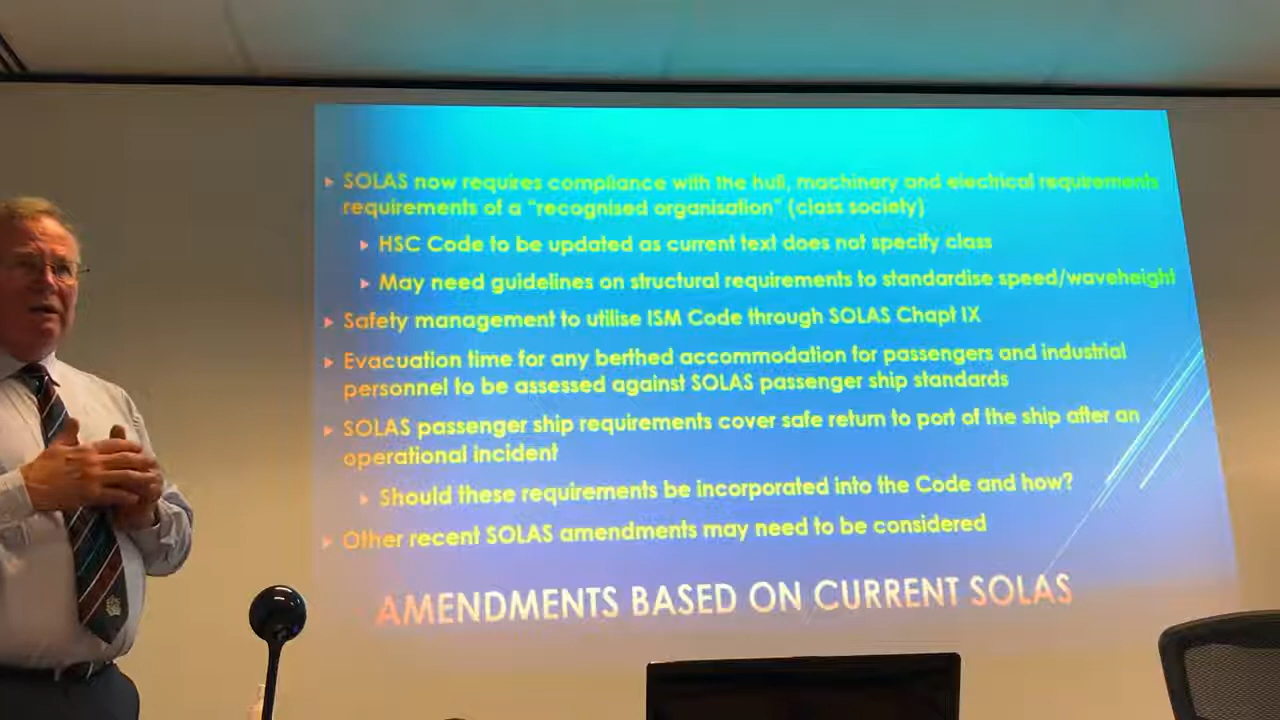 SOLAS now requires compliance with the hull, machinery and electrical requirements
requirements of a "recognised organisation" (class society)
HSC Code to be updated as current text does not specify class
May need guidelines on structural requirements to standardise speed/waveheight
Safety management to utilise ISM Code through SOLAS Chapt IX
Evacuation time for any berthed accommodation for passengers and industrial
personnel to be assessed against SOLAS passenger ship standards
SOLAS passenger ship requirements cover safe return to port of the ship after an
operational incident
Should these requirements be incorporated into the Code and how?
Other recent SOLAS amendments may need to be considered
AMENDMENTS BASED ON CURRENT SOLAS